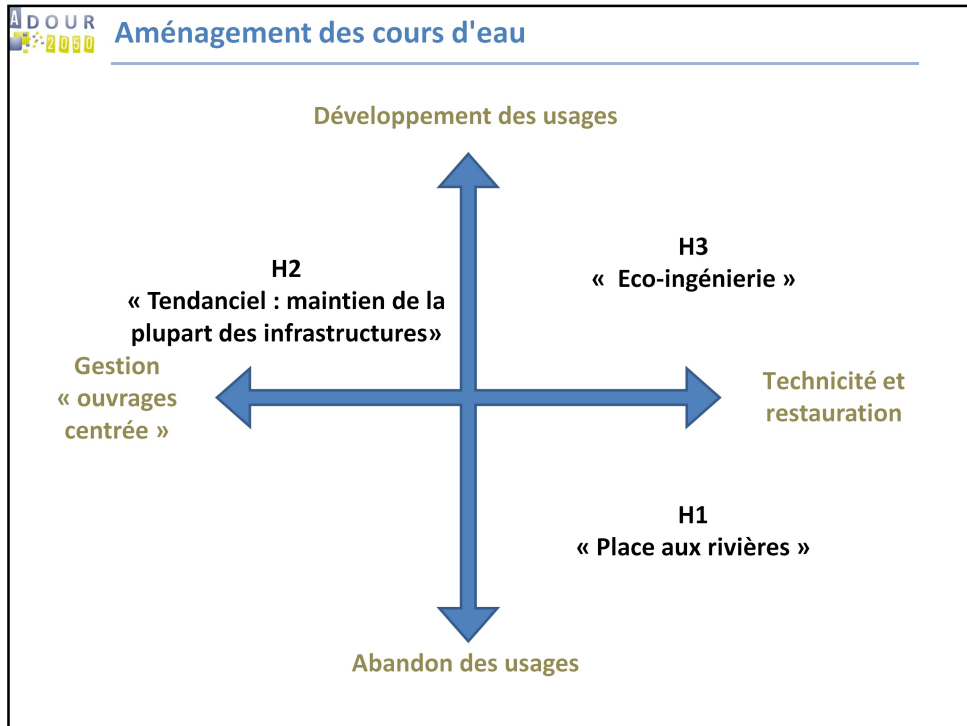 ADOUR
2050
Aménagement des cours d'eau
Développement des usages
H3
« Eco-ingénierie »
H2
« Tendanciel : maintien de la
plupart des infrastructures»
Gestion
« ouvrages
centrée »
Technicité et
restauration
H1
« Place aux rivières »
Abandon des usages